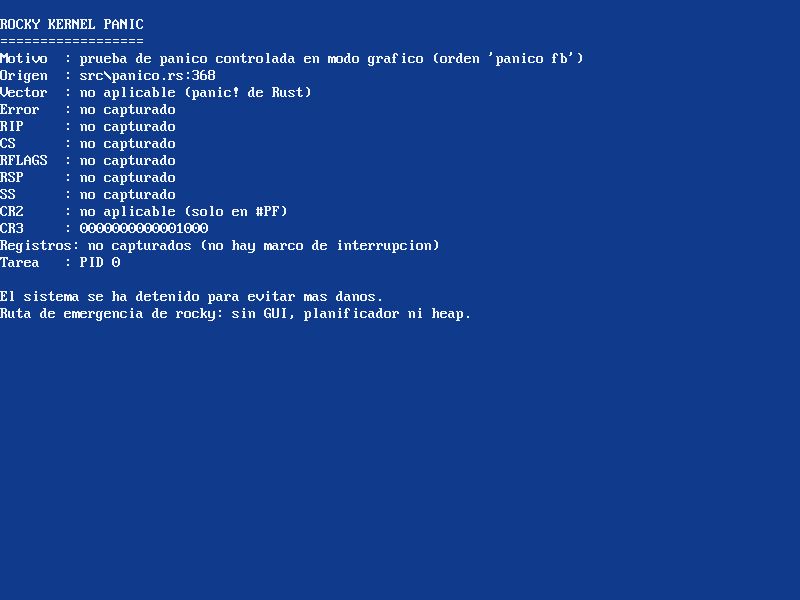 ROCKY KERNEL PANIC
==================
Motivo  : prueba de panico controlada en modo grafico (orden 'panico fb')
Origen  : src\panico.rs:368
Vector  : no aplicable (panic! de Rust)
Error   : no capturado
RIP     : no capturado
CS      : no capturado
RFLAGS  : no capturado
RSP     : no capturado
SS      : no capturado
CR2     : no aplicable (solo en #PF)
CR3     : 0000000000001000
Registros: no capturados (no hay marco de interrupcion)
Tarea   : PID 0
El sistema se ha detenido para evitar mas danos.
Ruta de emergencia de rocky: sin GUI, planificador ni heap.